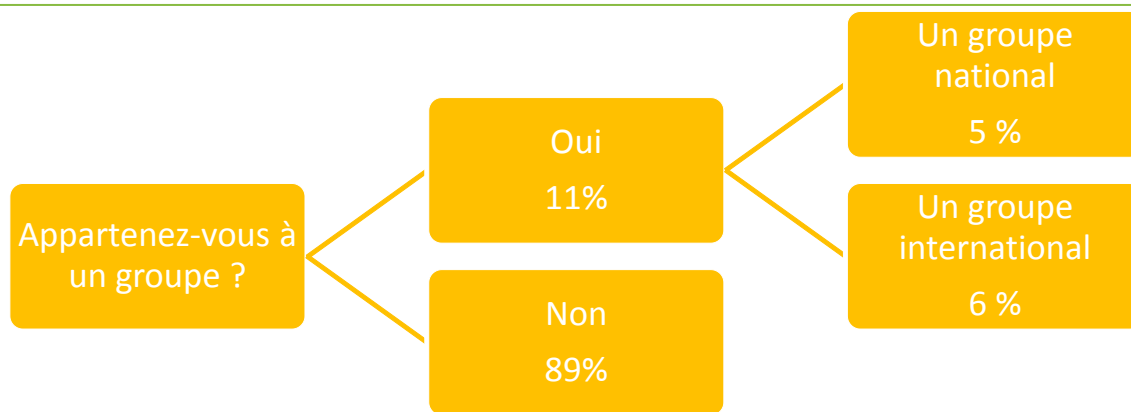 Appartenez-vous à
un groupe ?
Oui
11%
Non
89%
Un groupe
national
5 %
Un groupe
international
6 %